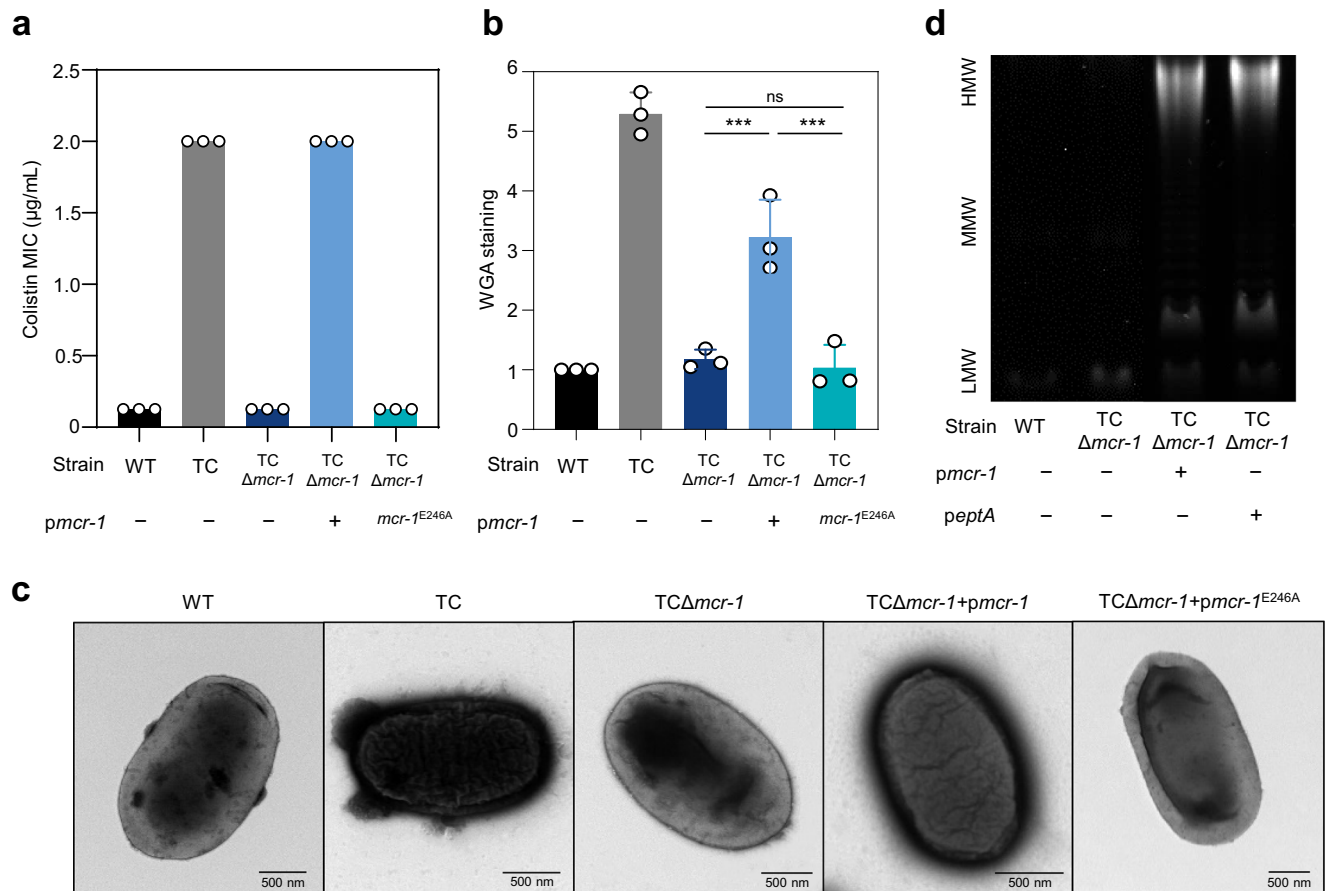 a
Colistin MIC (μg/mL)
2.5
2.0
1.5
1.0
0.5
0
Strain WT TC TC Δmcr-1 TC Δmcr-1 TC Δmcr-1
pmcr-1 – – – + mcr-1E246A
b
WGA staining
6
5
4
3
2
1
0
ns
*** ***
Strain WT TC TC Δmcr-1 TC Δmcr-1 TC Δmcr-1
pmcr-1 – – – + mcr-1E246A
d
HMW
MMW
LMW
Strain WT TC Δmcr-1 TC Δmcr-1 TC Δmcr-1
pmcr-1 – – + –
peptA – – – +
c
WT TC TCΔmcr-1 TCΔmcr-1+pmcr-1 TCΔmcr-1+pmcr-1E246A
500 nm 500 nm 500 nm 500 nm 500 nm